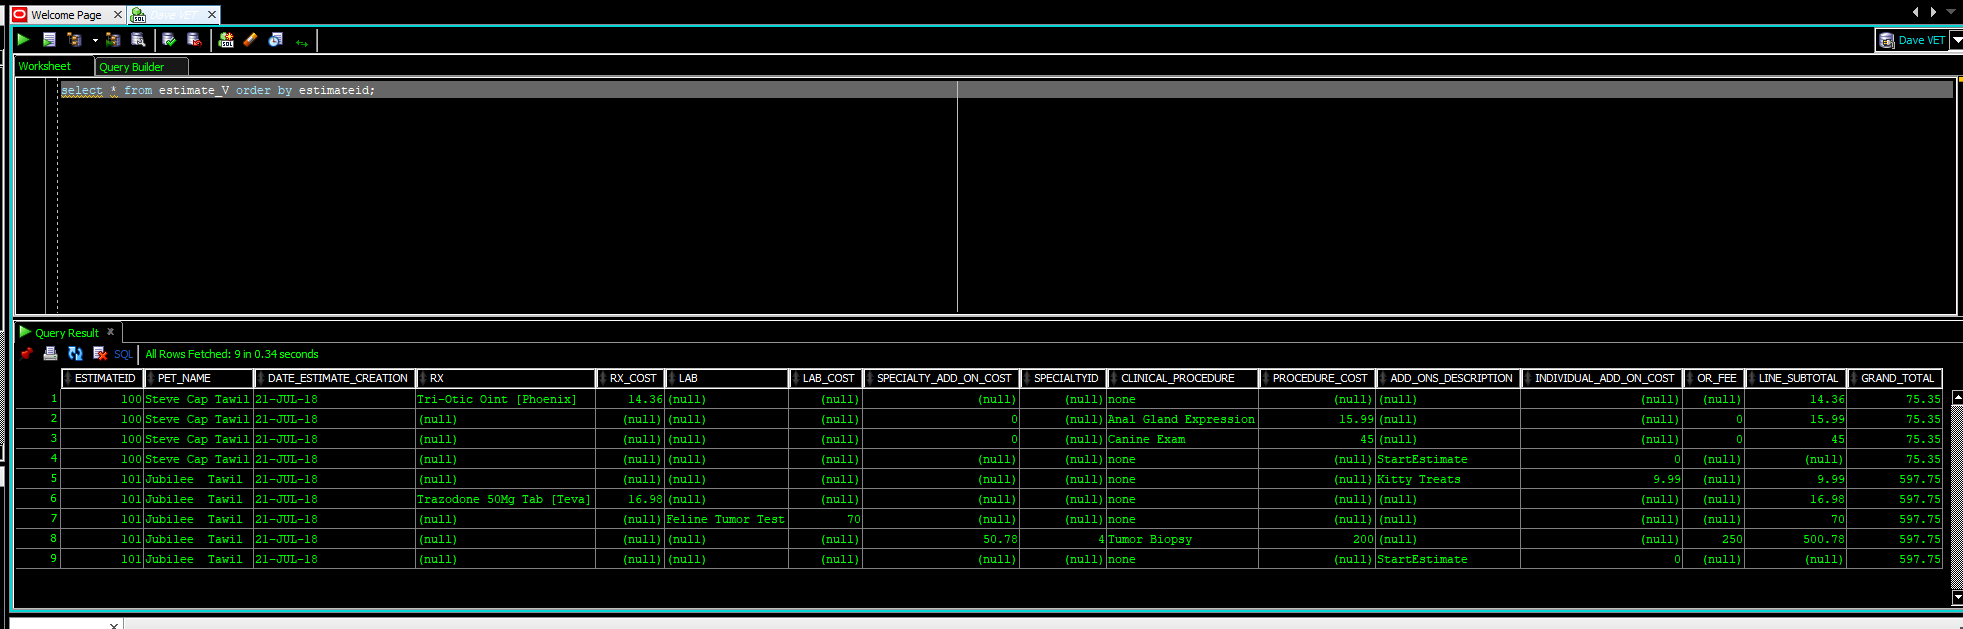 Welcome Page
Dave VET
Dave VET
Worksheet Query Builder
select * from estimate_V order by estimateid;
Query Result
SQL All Rows Fetched: 9 in 0.34 seconds
ESTIMATEID PET_NAME DATE_ESTIMATE_CREATION RX RX_COST LAB LAB_COST SPECIALTY_ADD_ON_COST SPECIALTYID CLINICAL_PROCEDURE PROCEDURE_COST ADD_ONS_DESCRIPTION INDIVIDUAL_ADD_ON_COST OR_FEE LINE_SUBTOTAL GRAND_TOTAL
1 100 Steve Cap Tawil 21-JUL-18 Tri-Otic Oint [Phoenix] 14.36 (null) (null) (null) (null) none (null) (null) (null) (null) 14.36 75.35
2 100 Steve Cap Tawil 21-JUL-18 (null) (null) (null) (null) 0 (null) Anal Gland Expression 15.99 (null) (null) 0 15.99 75.35
3 100 Steve Cap Tawil 21-JUL-18 (null) (null) (null) (null) 0 (null) Canine Exam 45 (null) (null) 0 45 75.35
4 100 Steve Cap Tawil 21-JUL-18 (null) (null) (null) (null) (null) (null) none (null) StartEstimate 0 (null) (null) 75.35
5 101 Jubilee Tawil 21-JUL-18 (null) (null) (null) (null) (null) (null) none (null) Kitty Treats 9.99 (null) 9.99 597.75
6 101 Jubilee Tawil 21-JUL-18 Trazodone 50Mg Tab [Teva] 16.98 (null) (null) (null) (null) none (null) (null) (null) (null) 16.98 597.75
7 101 Jubilee Tawil 21-JUL-18 (null) (null) Feline Tumor Test 70 (null) (null) none (null) (null) (null) (null) 70 597.75
8 101 Jubilee Tawil 21-JUL-18 (null) (null) (null) (null) 50.78 4 Tumor Biopsy 200 (null) (null) 250 500.78 597.75
9 101 Jubilee Tawil 21-JUL-18 (null) (null) (null) (null) (null) (null) none (null) StartEstimate 0 (null) (null) 597.75